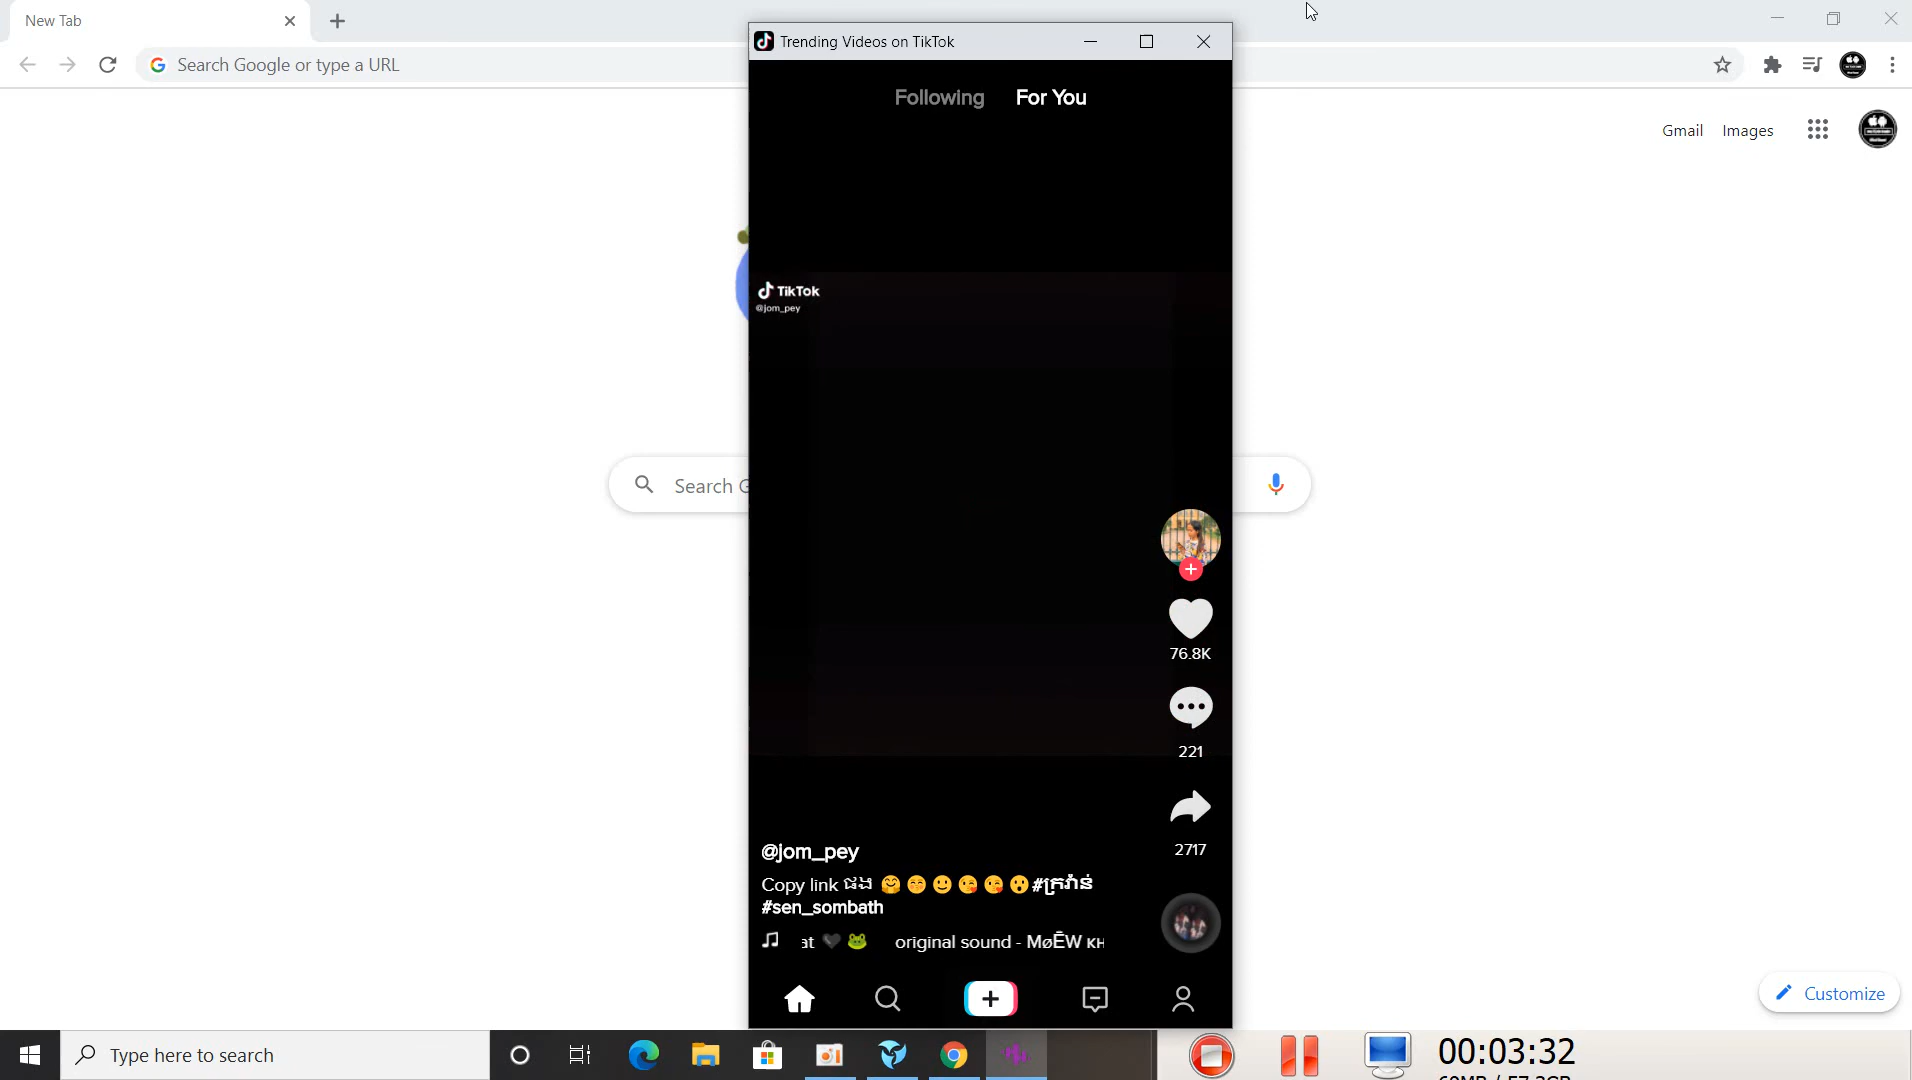 New Tab
Trending Videos on TikTok
Search Google or type a URL
Following For You
Gmail Images
TikTok
@jom_pey
Search G
76.8K
221
2717
@jom_pey
Copy link ផង 🤗😊🙂😘😘😮#ក្រវ៉ាន់
#sen_sombath
at 🖤🐸 original sound - MøĒW ĸʜ
Customize
Type here to search
00:03:32